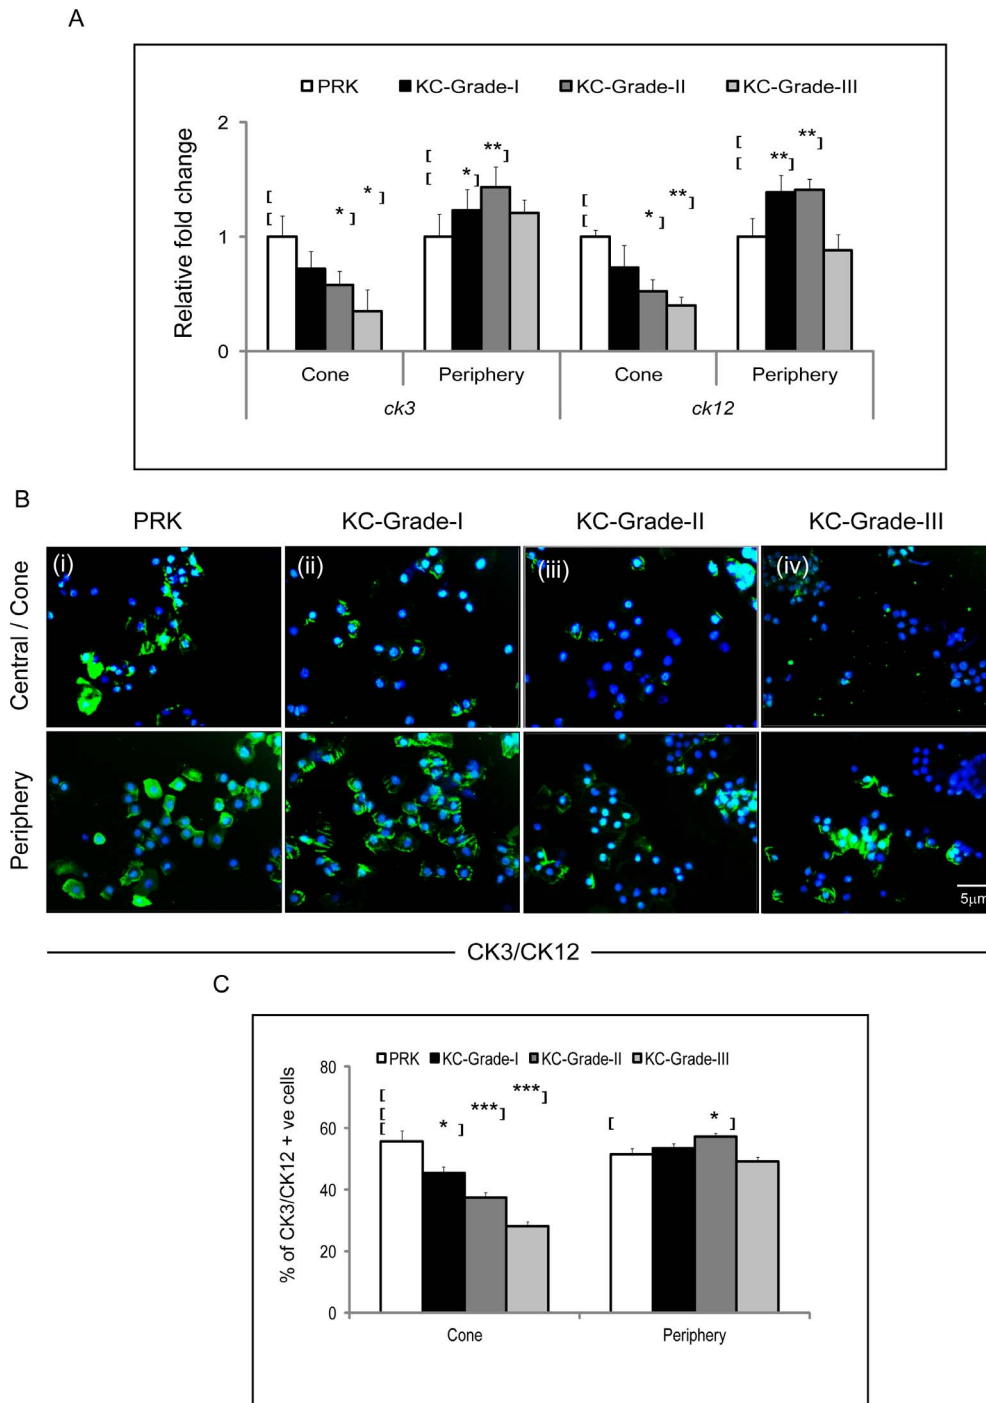 A
PRK KC-Grade-I KC-Grade-II KC-Grade-III
Relative fold change
2
1
0
[ [ * ] * ]
[ [ * ] ** ]
[ [ * ] ** ]
[ [ ** ] ** ]
Cone Periphery Cone Periphery
ck3 ck12
B
PRK KC-Grade-I KC-Grade-II KC-Grade-III
Central / Cone
(i) (ii) (iii) (iv)
Periphery
5μm
CK3/CK12
C
PRK KC-Grade-I KC-Grade-II KC-Grade-III
% of CK3/CK12 + ve cells
80
60
40
20
0
[ [ [ * ] *** ] *** ]
[ * ]
Cone Periphery